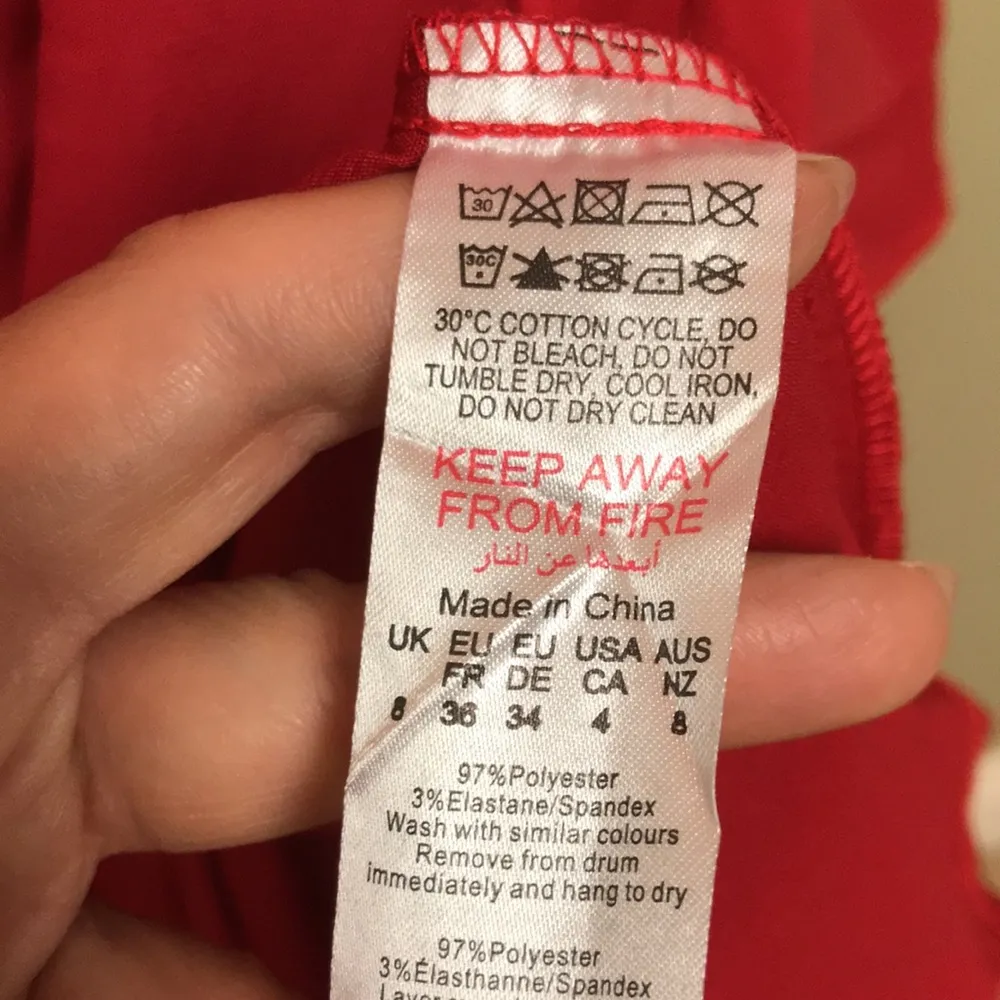 30
30C
30°C COTTON CYCLE, DO
NOT BLEACH, DO NOT
TUMBLE DRY, COOL IRON,
DO NOT DRY CLEAN
KEEP AWAY
FROM FIRE
أبعدها عن النار
Made in China
UK EU EU USA AUS
FR DE CA NZ
8 36 34 4 8
97%Polyester
3%Elastane/Spandex
Wash with similar colours
Remove from drum
immediately and hang to dry
97%Polyester
3%Élasthanne/Spandex